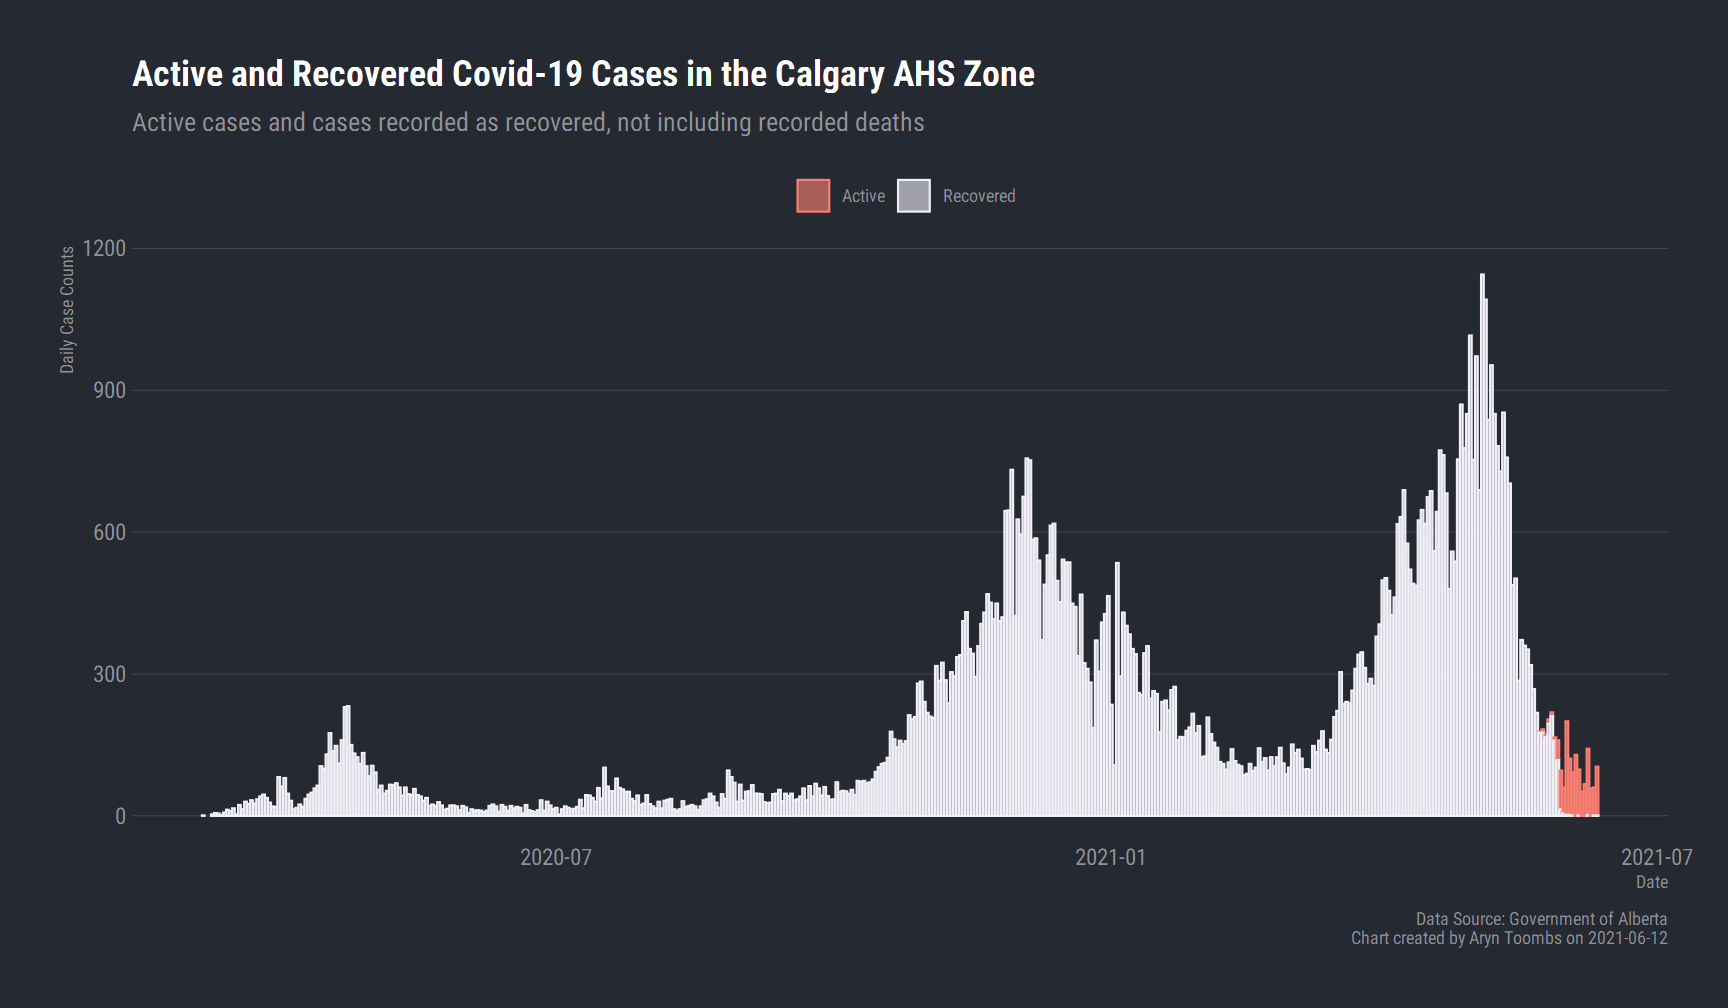 Active and Recovered Covid-19 Cases in the Calgary AHS Zone
Active cases and cases recorded as recovered, not including recorded deaths
Active
Recovered
Daily Case Counts
1200
900
600
300
0
2020-07
2021-01
2021-07
Date
Data Source: Government of Alberta
Chart created by Aryn Toombs on 2021-06-12